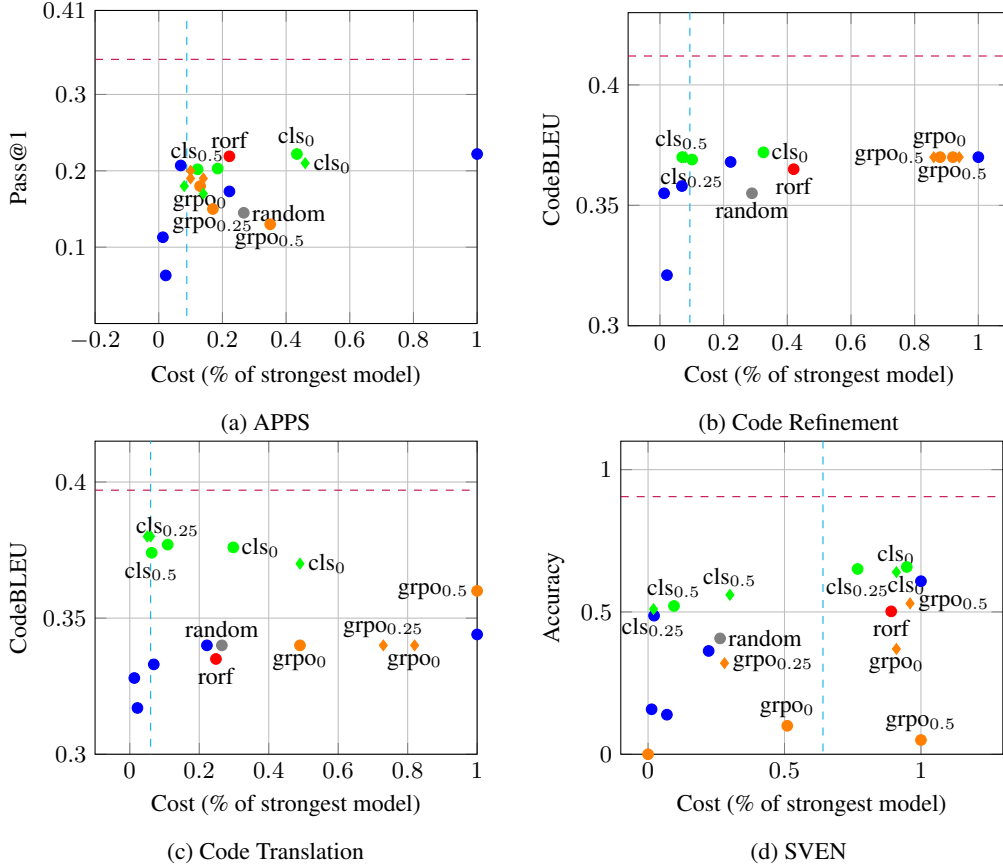 0.41
0.3
0.2
0.1
Pass@1
cls₀.₅
rorf
cls₀
cls₀
grpo₀
random
grpo₀.₂₅
grpo₀.₅
−0.2 0 0.2 0.4 0.6 0.8 1
Cost (% of strongest model)
(a) APPS
0.4
0.35
0.3
CodeBLEU
cls₀.₅
cls₀.₂₅
cls₀
rorf
random
grpo₀
grpo₀.₅
grpo₀.₅
0 0.2 0.4 0.6 0.8 1
Cost (% of strongest model)
(b) Code Refinement
0.4
0.35
0.3
CodeBLEU
cls₀.₂₅
cls₀.₅
cls₀
cls₀
grpo₀.₅
random
rorf
grpo₀.₂₅
grpo₀
grpo₀
0 0.2 0.4 0.6 0.8 1
Cost (% of strongest model)
(c) Code Translation
1
0.5
0
Accuracy
cls₀.₅
cls₀.₂₅
cls₀.₅
cls₀
cls₀.₂₅
cls₀
grpo₀.₅
rorf
random
grpo₀.₂₅
grpo₀
grpo₀
grpo₀.₅
0 0.5 1
Cost (% of strongest model)
(d) SVEN